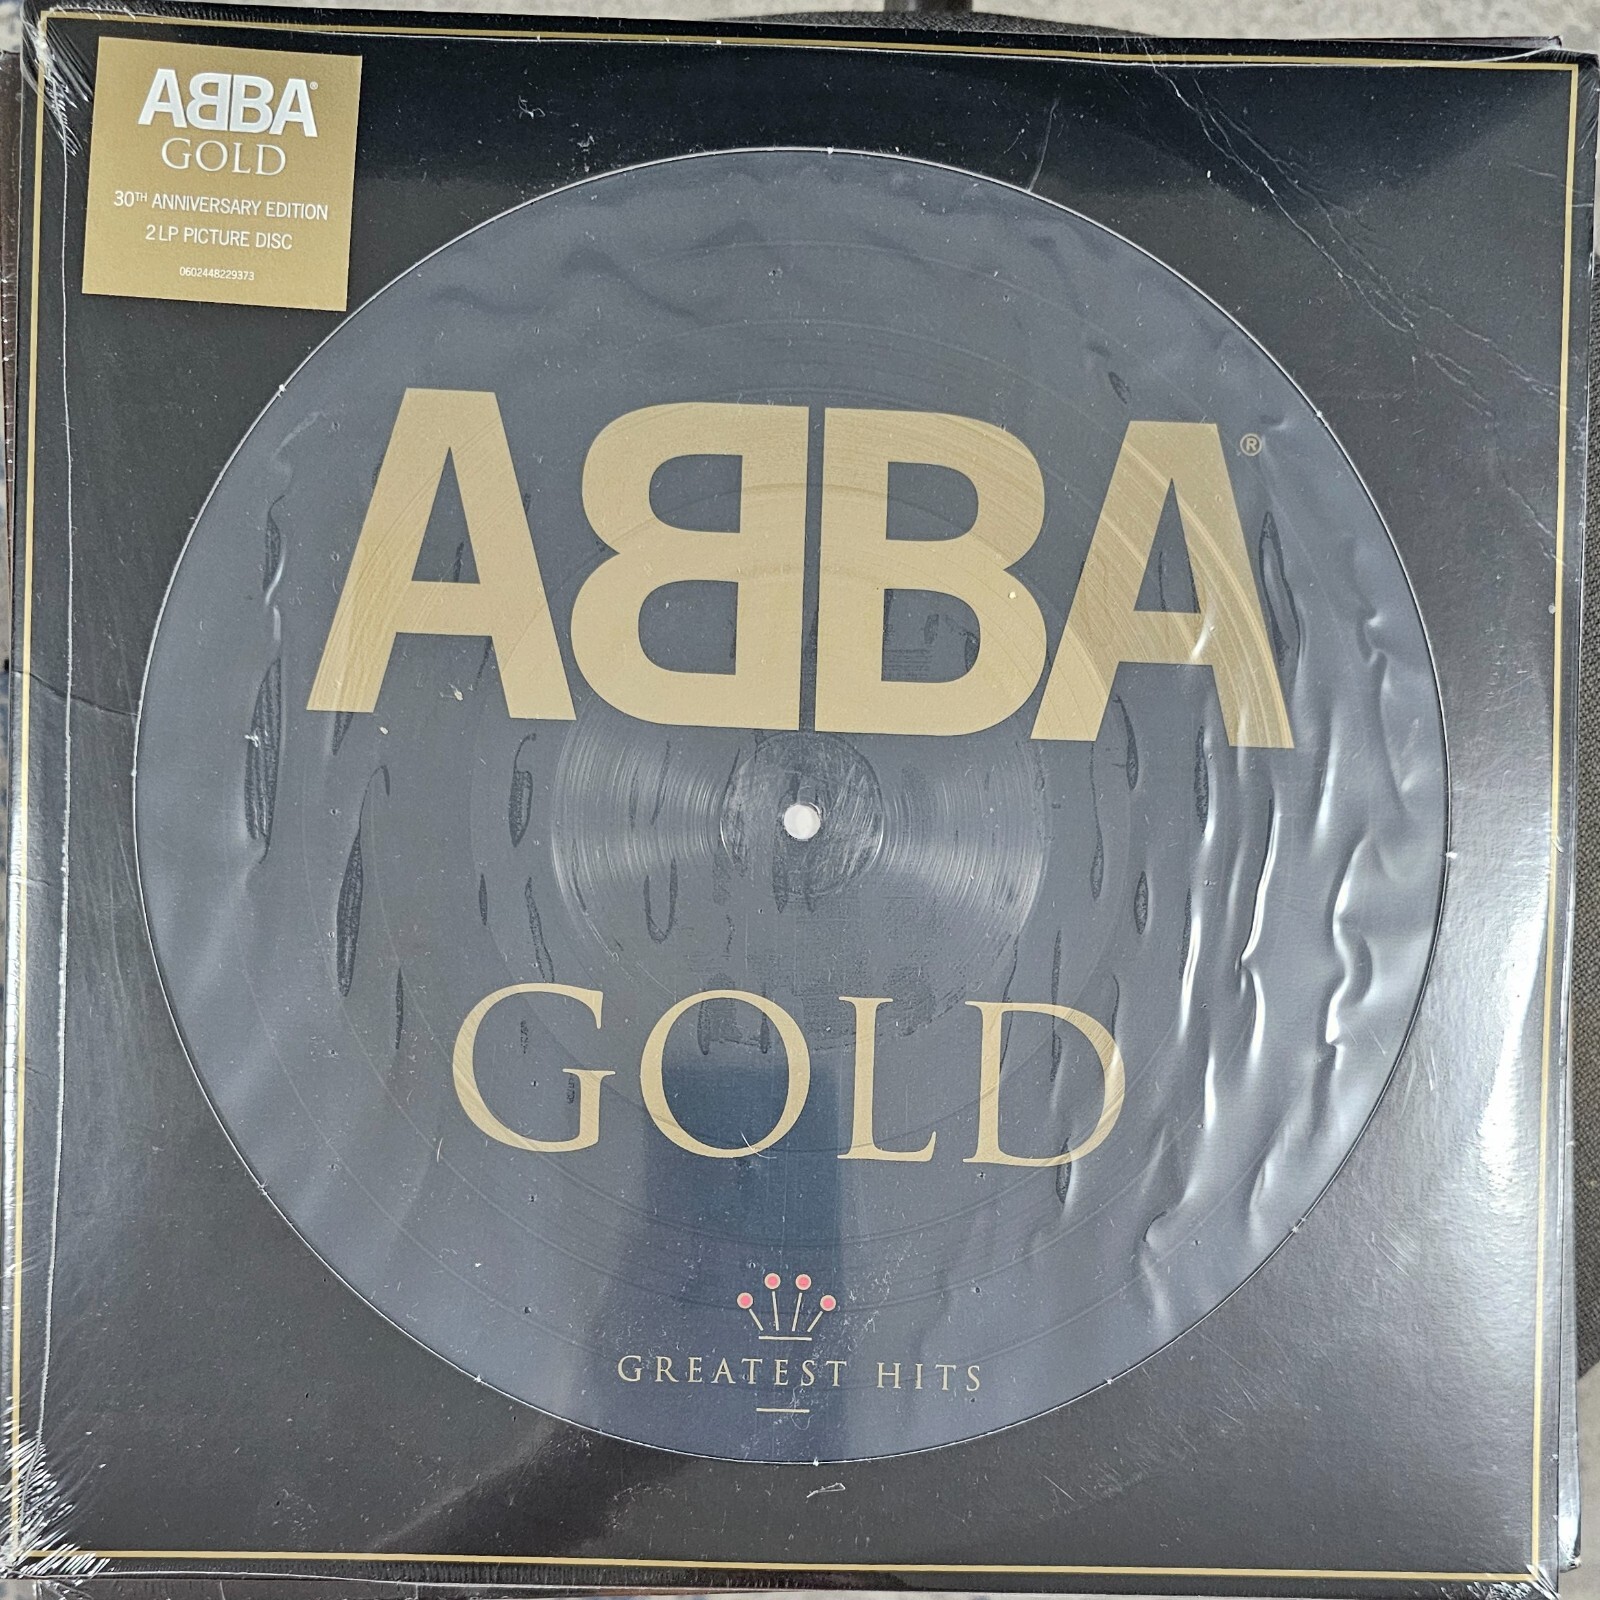 ABBA®
GOLD
30TH ANNIVERSARY EDITION
2 LP PICTURE DISC
0602448229373
ABBA®
GOLD
GREATEST HITS